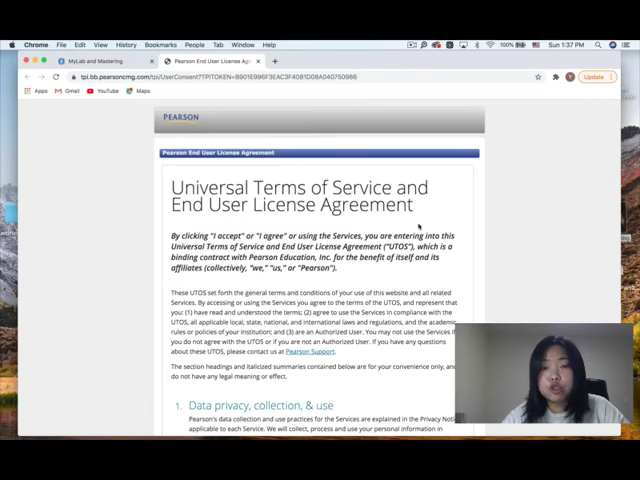 Chrome File Edit View History Bookmarks People Tab Window Help 100% Sun 1:37 PM
MyLab and Mastering Pearson End User License Agre
tpi.bb.pearsoncmg.com/tpi/UserConsent?TPITOKEN=B901E996F3EAC3F4081D08A040750986 Update
Apps Gmail YouTube Maps
PEARSON
Pearson End User License Agreement
Universal Terms of Service and
End User License Agreement
By clicking "I accept" or "I agree" or using the Services, you are entering into this
Universal Terms of Service and End User License Agreement ("UTOS"), which is a
binding contract with Pearson Education, Inc. for the benefit of itself and its
affiliates (collectively, "we," "us," or "Pearson").
These UTOS set forth the general terms and conditions of your use of this website and all related
Services. By accessing or using the Services you agree to the terms of the UTOS, and represent that
you: (1) have read and understood the terms; (2) agree to use the Services in compliance with the
UTOS, all applicable local, state, national, and international laws and regulations, and the academic
rules or policies of your Institution; and (3) are an Authorized User. You may not use the Services if
you do not agree with the UTOS or if you are not an Authorized User. If you have any questions
about these UTOS, please contact us at Pearson Support.
The section headings and italicized summaries contained below are for your convenience only, and
do not have any legal meaning or effect.
1. Data privacy, collection, & use
Pearson's data collection and use practices for the Services are explained in the Privacy Noti
applicable to each Service. We will collect, process and use your personal information in